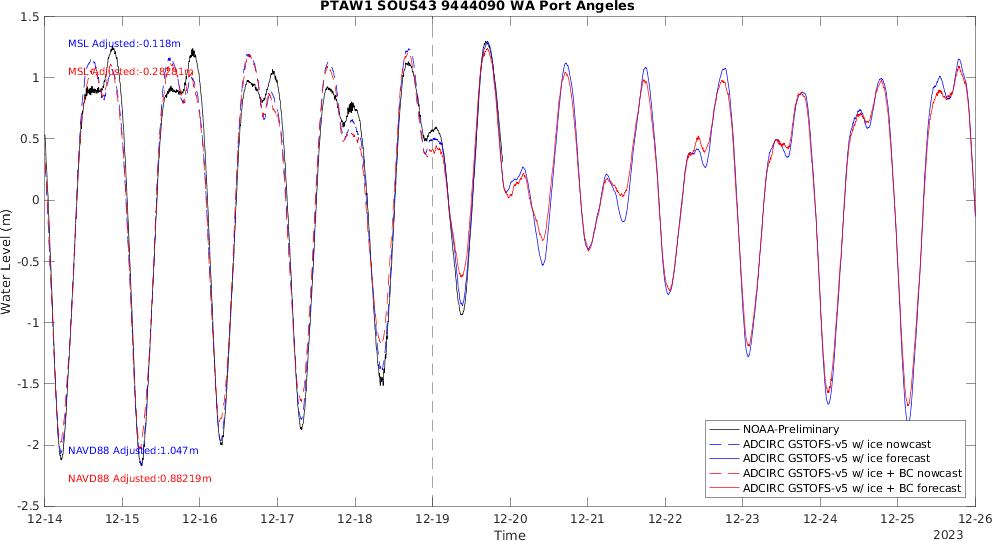 PTAW1 SOUS43 9444090 WA Port Angeles
Water Level (m)
1.5
1
0.5
0
-0.5
-1
-1.5
-2
-2.5
MSL Adjusted:-0.118m
MSL Adjusted:-0.28281m
NAVD88 Adjusted:1.047m
NAVD88 Adjusted:0.88219m
NOAA-Preliminary
ADCIRC GSTOFS-v5 w/ ice nowcast
ADCIRC GSTOFS-v5 w/ ice forecast
ADCIRC GSTOFS-v5 w/ ice + BC nowcast
ADCIRC GSTOFS-v5 w/ ice + BC forecast
12-14 12-15 12-16 12-17 12-18 12-19 12-20 12-21 12-22 12-23 12-24 12-25 12-26
Time
2023